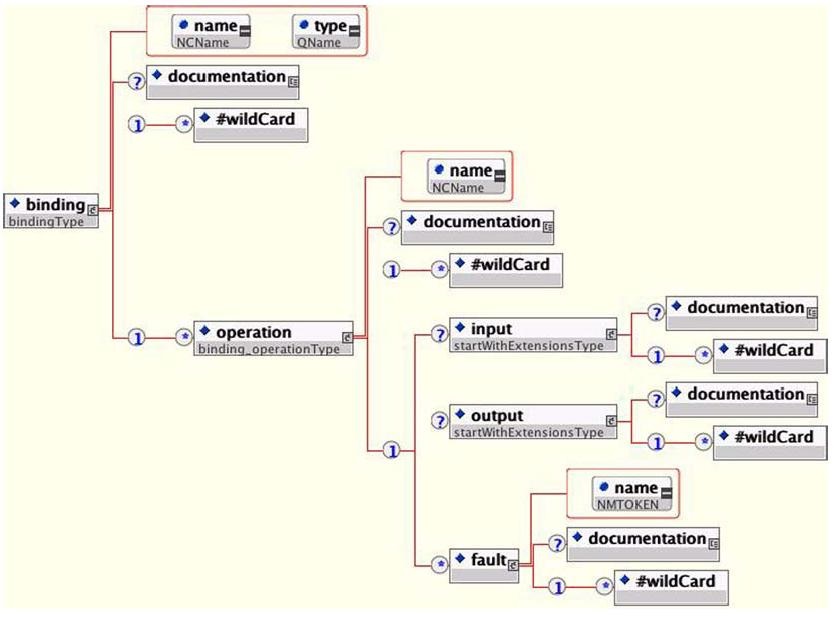 name type
NCName QName
? documentation
1 * #wildCard
binding
bindingType
name
NCName
? documentation
1 * #wildCard
1 * operation
binding_operationType
? input
startWithExtensionsType
? documentation
1 * #wildCard
? output
startWithExtensionsType
? documentation
1 * #wildCard
1
name
NMTOKEN
? documentation
* fault
1 * #wildCard